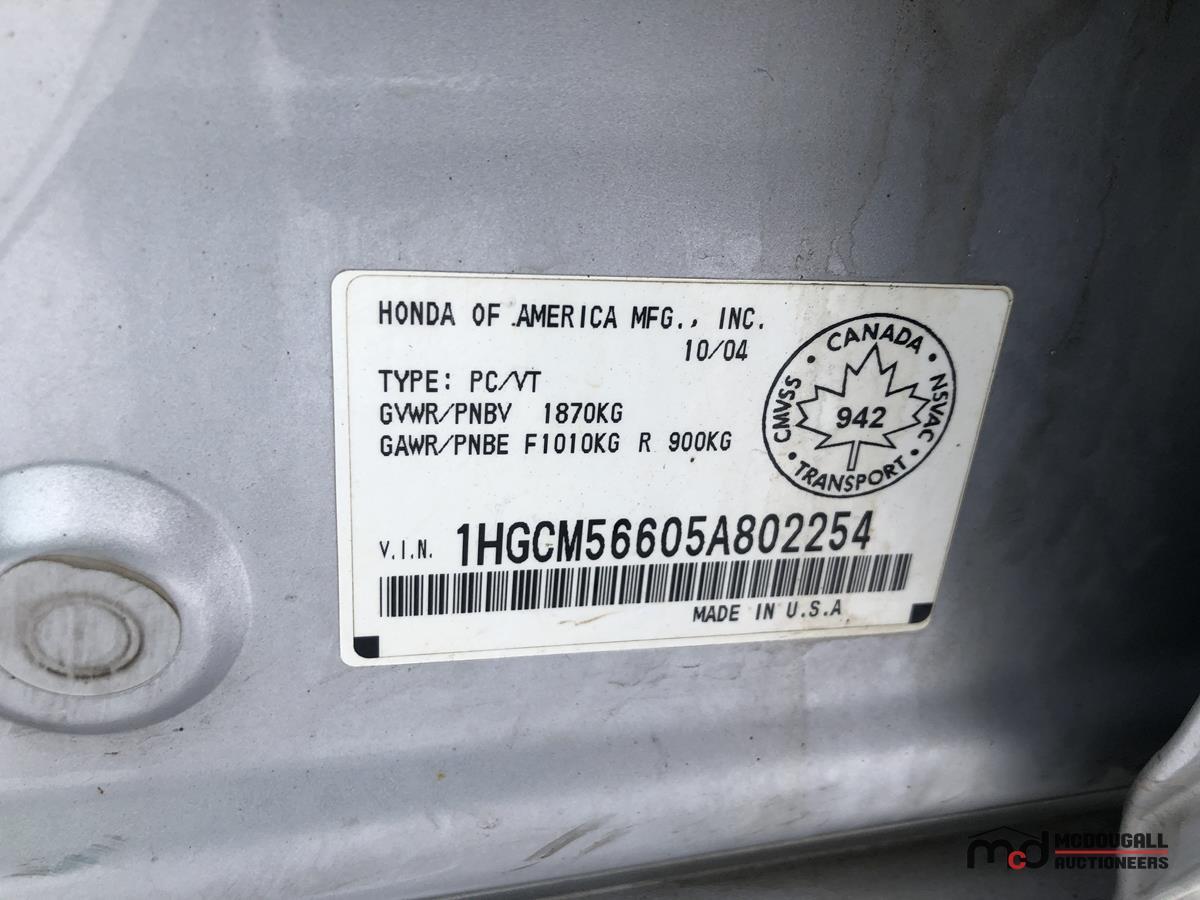 HONDA OF AMERICA MFG., INC.
10/04
TYPE: PC/VT
GVWR/PNBV 1870KG
GAWR/PNBE F1010KG R 900KG
CANADA
CMVSS
942
NSVAC
TRANSPORT
V.I.N. 1HGCM56605A802254
MADE IN U.S.A
mcd MCDOUGALL
AUCTIONEERS